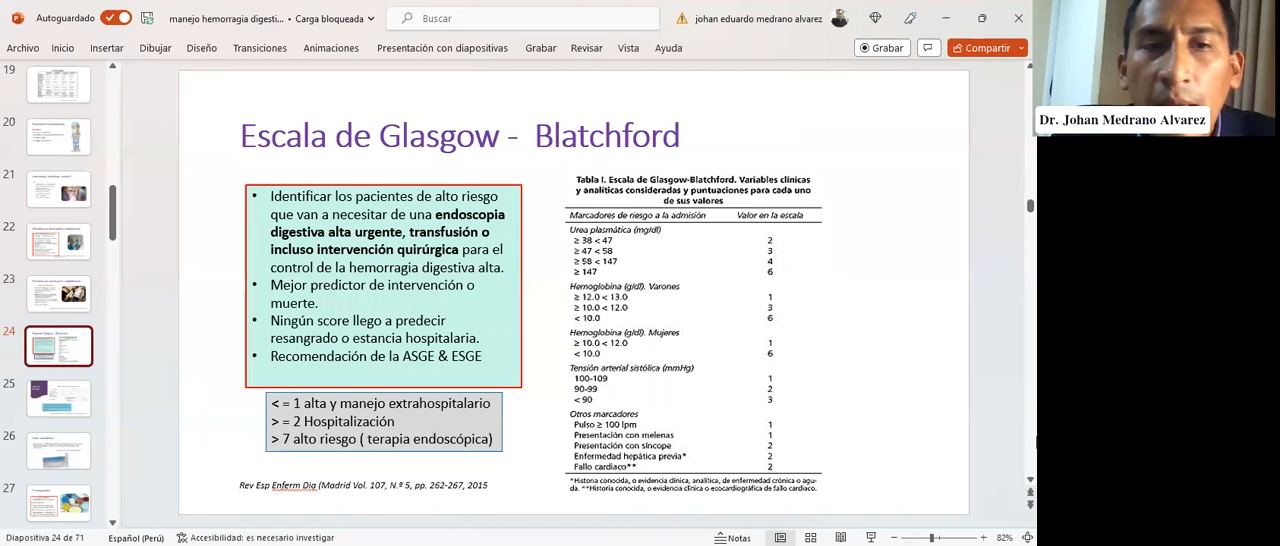 Autoguardado
manejo hemorragia digesti... • Carga bloqueada
Buscar
johan eduardo medrano alvarez
Archivo Inicio Insertar Dibujar Diseño Transiciones Animaciones Presentación con diapositivas Grabar Revisar Vista Ayuda
Grabar
Compartir
19
20
21
22
23
24
25
26
27
Escala de Glasgow - Blatchford
• Identificar los pacientes de alto riesgo
que van a necesitar de una endoscopia
digestiva alta urgente, transfusión o
incluso intervención quirúrgica para el
control de la hemorragia digestiva alta.
• Mejor predictor de intervención o
muerte.
• Ningún score llego a predecir
resangrado o estancia hospitalaria.
• Recomendación de la ASGE & ESGE
< = 1 alta y manejo extrahospitalario
> = 2 Hospitalización
> 7 alto riesgo ( terapia endoscópica)
Rev Esp Enferm Dig (Madrid Vol. 107, N.º 5, pp. 262-267, 2015
Tabla I. Escala de Glasgow-Blatchford. Variables clínicas
y analíticas consideradas y puntuaciones para cada uno
de sus valores
Marcadores de riesgo a la admisión Valor en la escala
Urea plasmática (mg/dl)
≥ 38 < 47 2
≥ 47 < 58 3
≥ 58 < 147 4
≥ 147 6
Hemoglobina (g/dl). Varones
≥ 12.0 < 13.0 1
≥ 10.0 < 12.0 3
< 10.0 6
Hemoglobina (g/dl). Mujeres
≥ 10.0 < 12.0 1
< 10.0 6
Tensión arterial sistólica (mmHg)
100-109 1
90-99 2
< 90 3
Otros marcadores
Pulso ≥ 100 lpm 1
Presentación con melenas 1
Presentación con síncope 2
Enfermedad hepática previa* 2
Fallo cardiaco** 2
*Historia conocida, o evidencia clínica, analítica, de enfermedad crónica o agu-
da. **Historia conocida, o evidencia clínica o ecocardiográfica de fallo cardiaco.
Dr. Johan Medrano Alvarez
Diapositiva 24 de 71 Español (Perú) Accesibilidad: es necesario investigar
Notas
82%